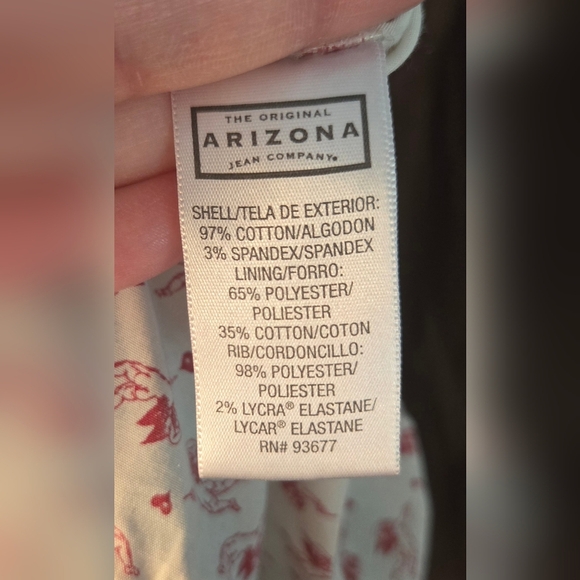 THE ORIGINAL
ARIZONA
JEAN COMPANY®
SHELL/TELA DE EXTERIOR:
97% COTTON/ALGODON
3% SPANDEX/SPANDEX
LINING/FORRO:
65% POLYESTER/
POLIESTER
35% COTTON/COTON
RIB/CORDONCILLO:
98% POLYESTER/
POLIESTER
2% LYCRA® ELASTANE/
LYCAR® ELASTANE
RN# 93677